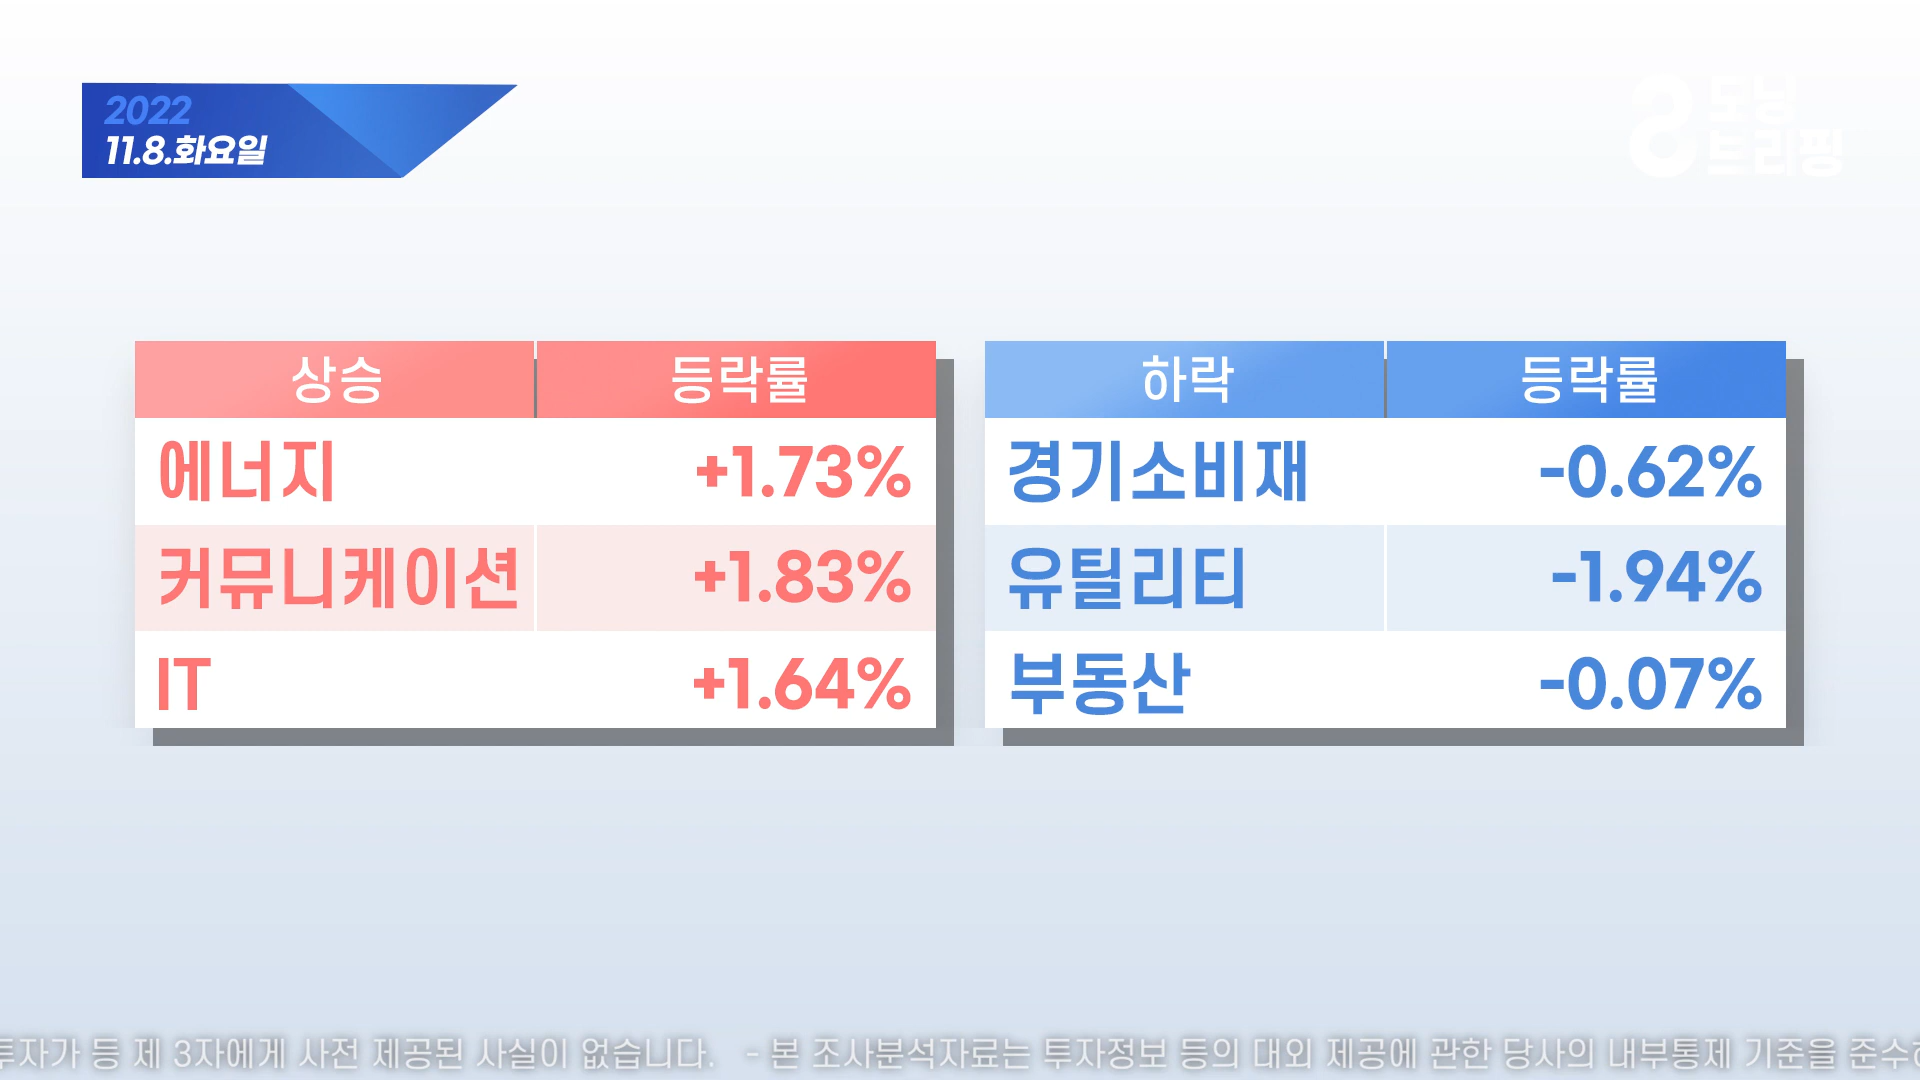 2022
11.8.화요일
모닝
브리핑
상승 등락률
에너지 +1.73%
커뮤니케이션 +1.83%
IT +1.64%
하락 등락률
경기소비재 -0.62%
유틸리티 -1.94%
부동산 -0.07%
투자가 등 제 3자에게 사전 제공된 사실이 없습니다. - 본 조사분석자료는 투자정보 등의 대외 제공에 관한 당사의 내부통제 기준을